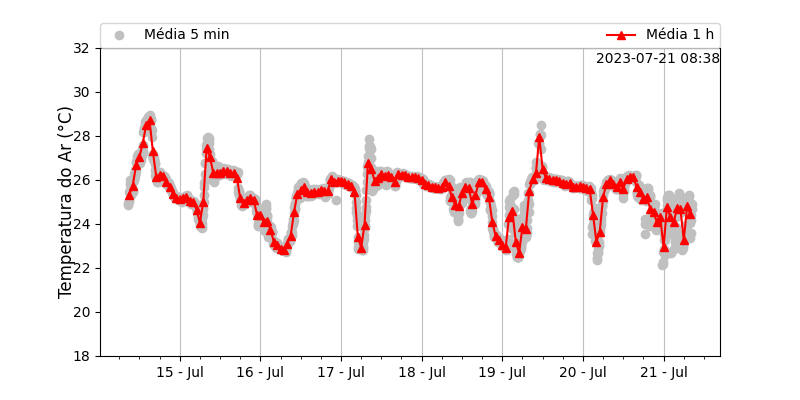 Média 5 min
Média 1 h
2023-07-21 08:38
Temperatura do Ar (°C)
32
30
28
26
24
22
20
18
15 - Jul
16 - Jul
17 - Jul
18 - Jul
19 - Jul
20 - Jul
21 - Jul